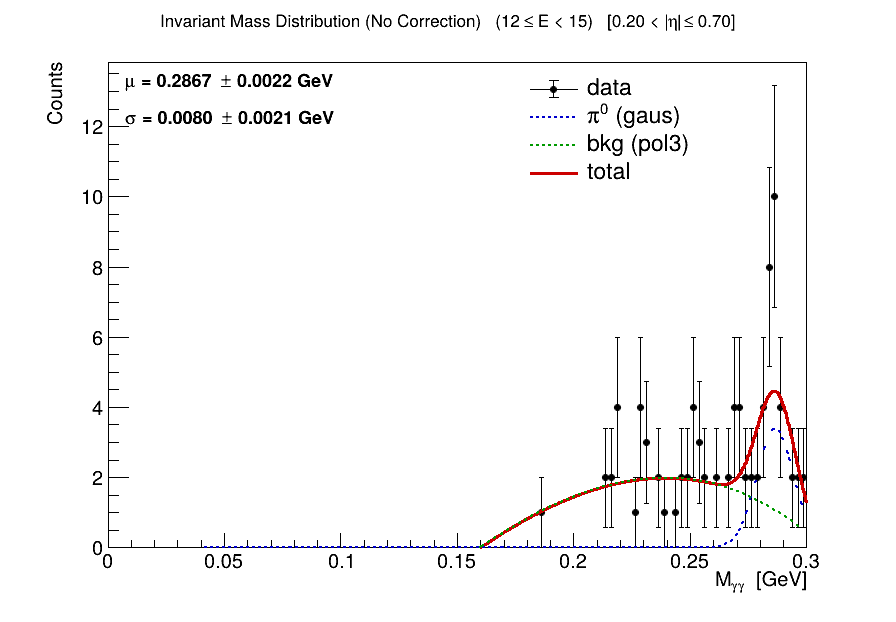 Invariant Mass Distribution (No Correction) (12 ≤ E < 15) [0.20 < |η| ≤ 0.70]
Counts
μ = 0.2867 ± 0.0022 GeV
σ = 0.0080 ± 0.0021 GeV
data
π⁰ (gaus)
bkg (pol3)
total
12
10
8
6
4
2
0
0 0.05 0.1 0.15 0.2 0.25 0.3
M_γγ [GeV]